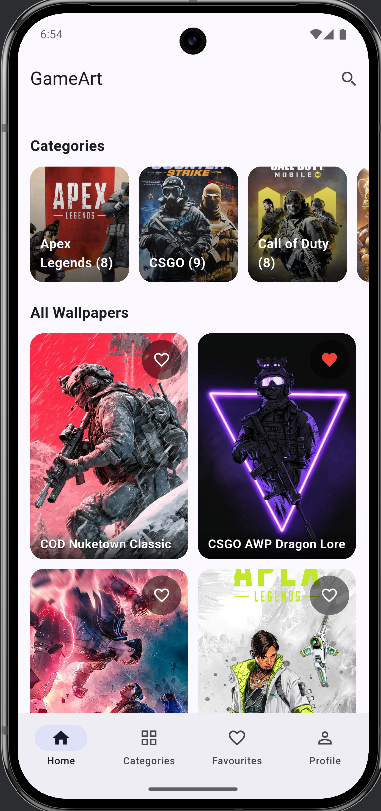 6:54
GameArt
Categories
APEX
LEGENDS
Apex
Legends (8)
COUNTER
STRIKE
CSGO (9)
CALL OF DUTY
MOBILE
Call of Duty
(8)
All Wallpapers
COD Nuketown Classic
CSGO AWP Dragon Lore
APEX
LEGENDS
Home
Categories
Favourites
Profile